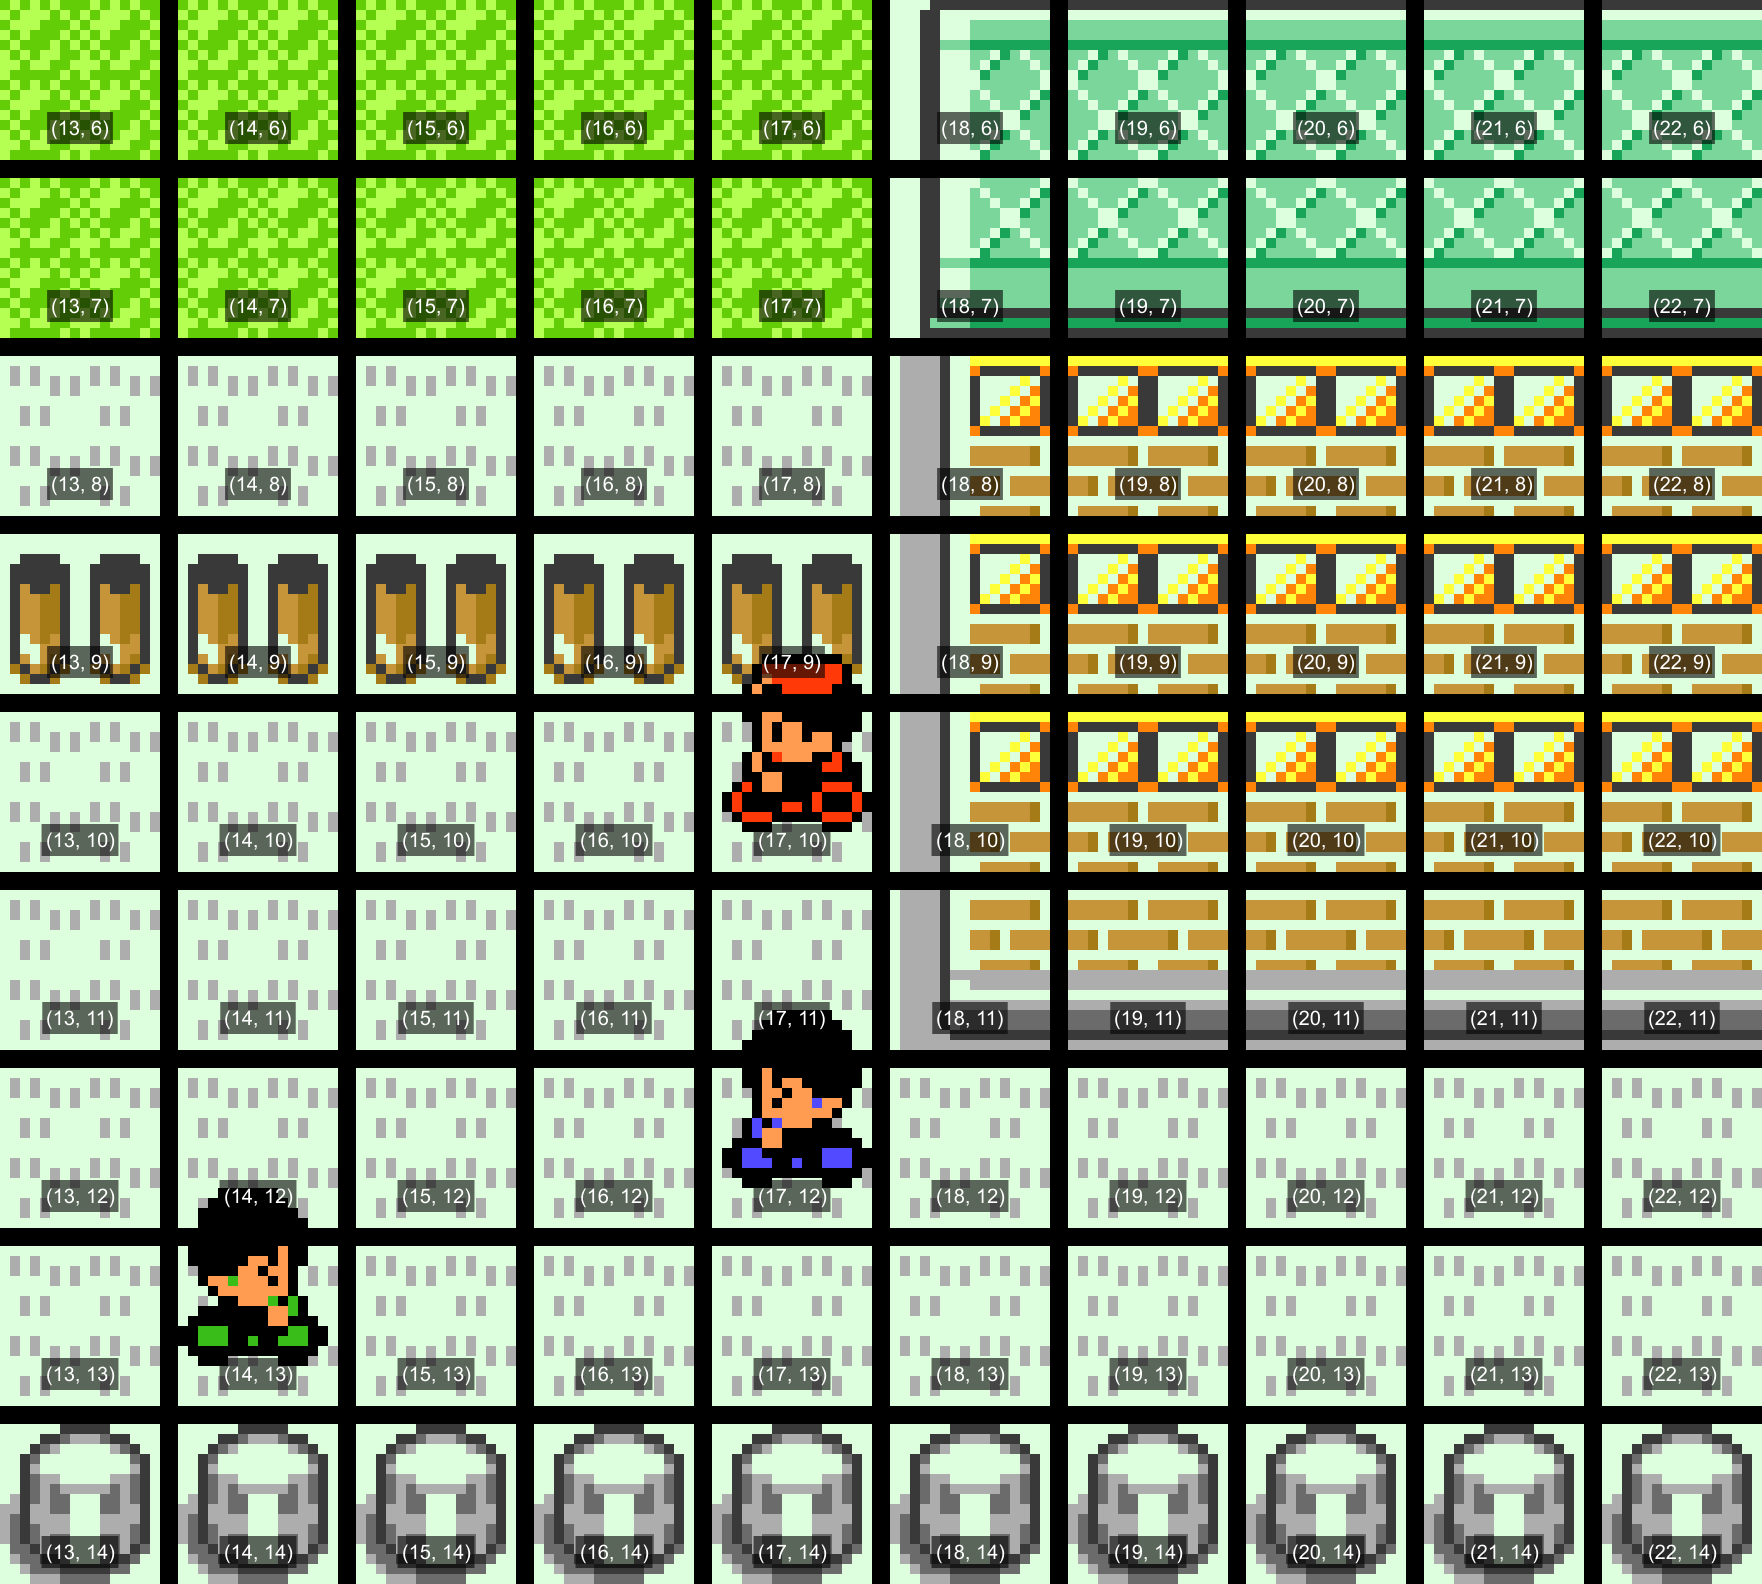 (13, 6) (14, 6) (15, 6) (16, 6) (17, 6) (18, 6) (19, 6) (20, 6) (21, 6) (22, 6)
(13, 7) (14, 7) (15, 7) (16, 7) (17, 7) (18, 7) (19, 7) (20, 7) (21, 7) (22, 7)
(13, 8) (14, 8) (15, 8) (16, 8) (17, 8) (18, 8) (19, 8) (20, 8) (21, 8) (22, 8)
(13, 9) (14, 9) (15, 9) (16, 9) (17, 9) (18, 9) (19, 9) (20, 9) (21, 9) (22, 9)
(13, 10) (14, 10) (15, 10) (16, 10) (17, 10) (18, 10) (19, 10) (20, 10) (21, 10) (22, 10)
(13, 11) (14, 11) (15, 11) (16, 11) (17, 11) (18, 11) (19, 11) (20, 11) (21, 11) (22, 11)
(13, 12) (14, 12) (15, 12) (16, 12) (17, 12) (18, 12) (19, 12) (20, 12) (21, 12) (22, 12)
(13, 13) (14, 13) (15, 13) (16, 13) (17, 13) (18, 13) (19, 13) (20, 13) (21, 13) (22, 13)
(13, 14) (14, 14) (15, 14) (16, 14) (17, 14) (18, 14) (19, 14) (20, 14) (21, 14) (22, 14)